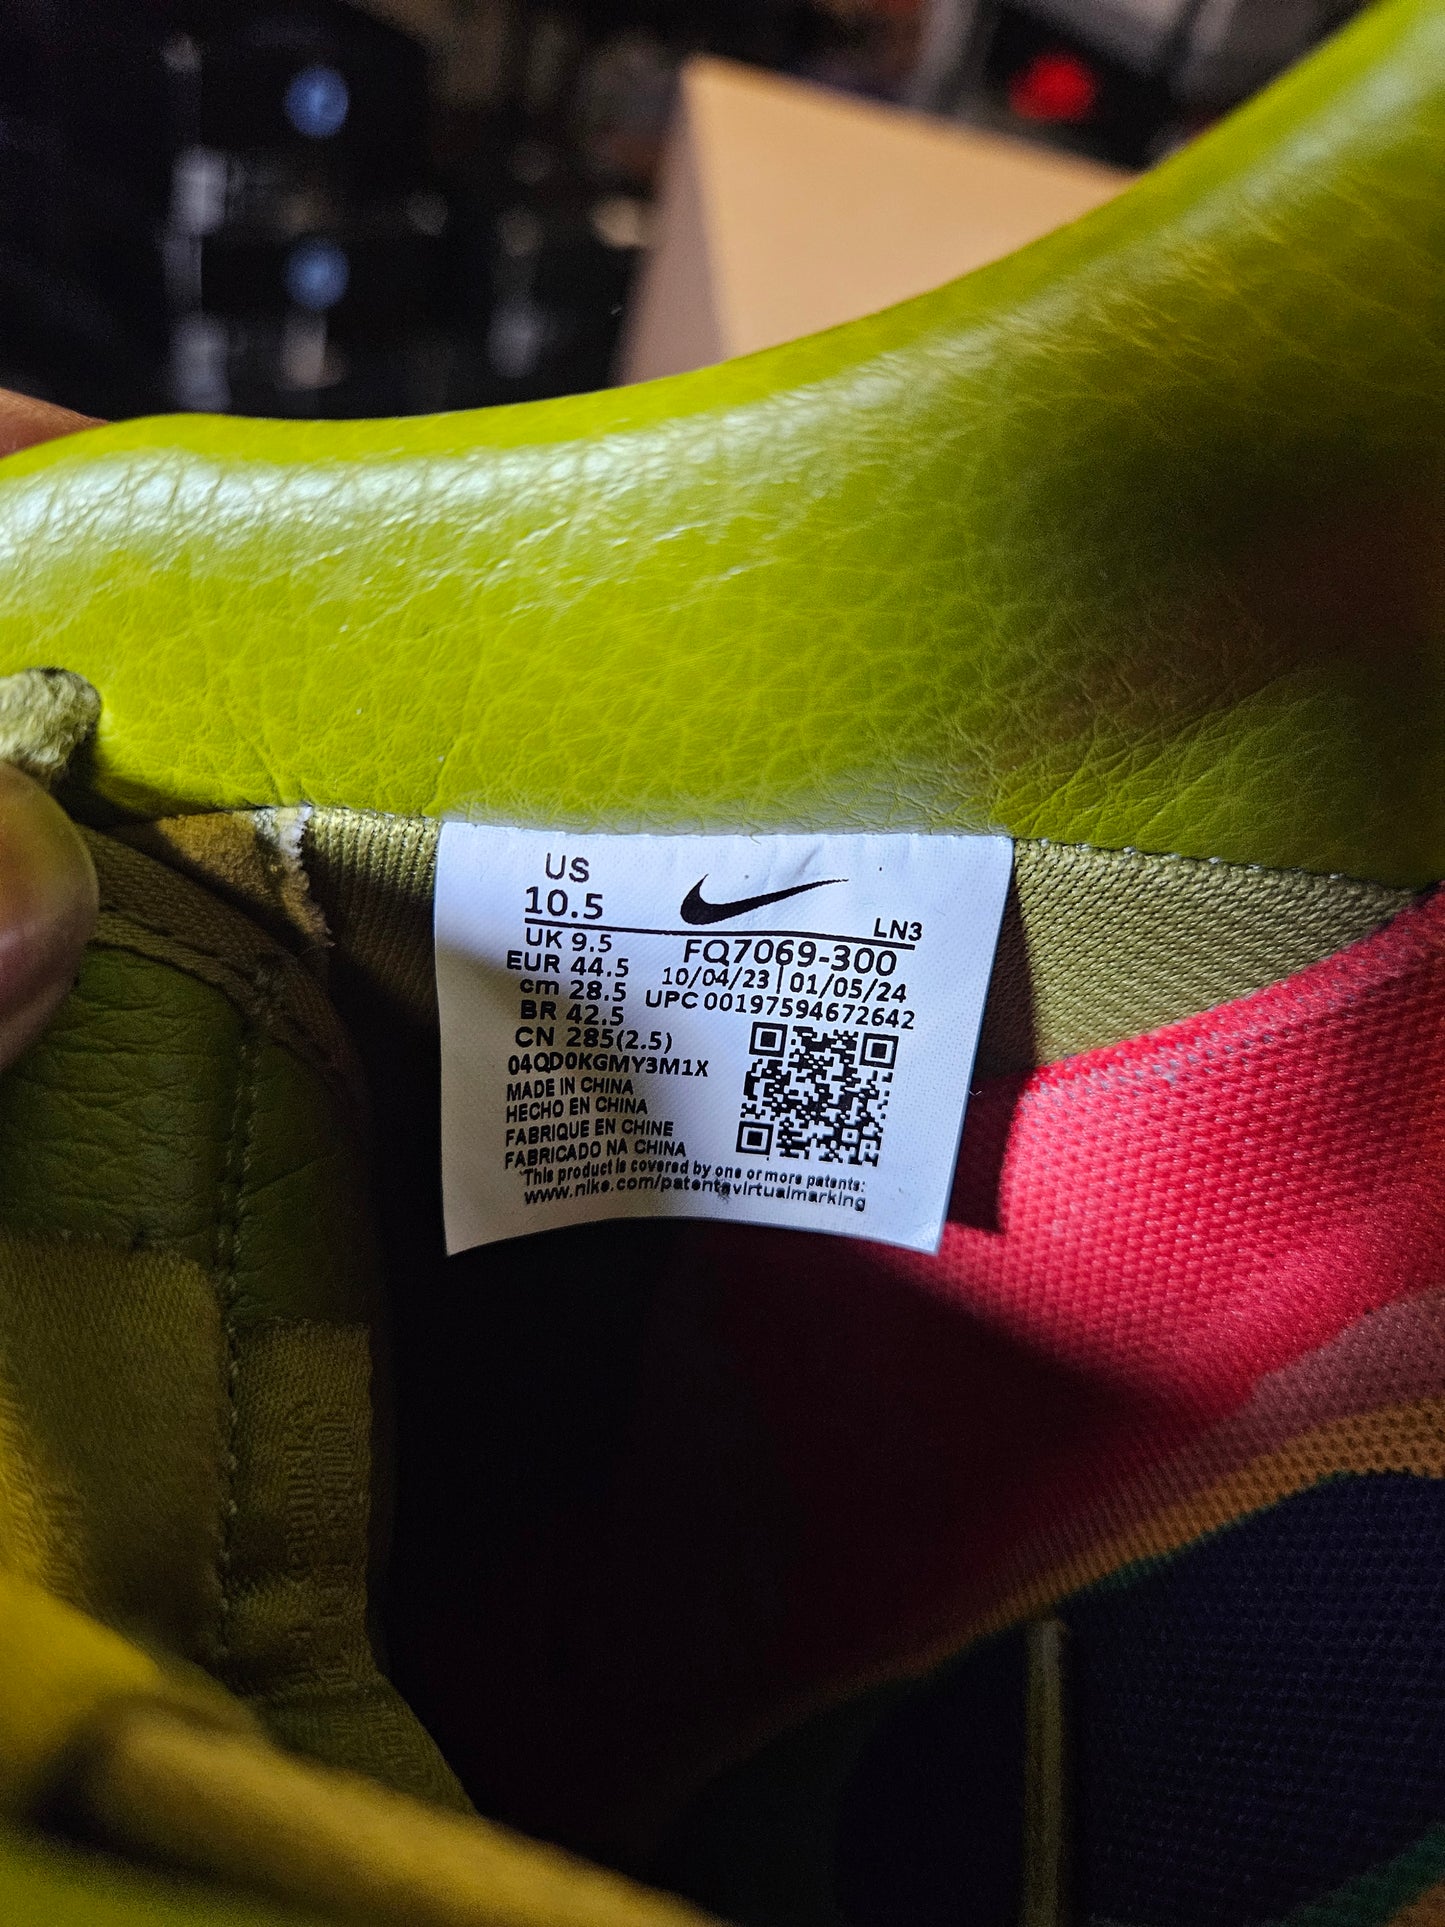 US
10.5
LN3
UK 9.5
FQ7069-300
EUR 44.5
10/04/23 | 01/05/24
cm 28.5
UPC 00197594672642
BR 42.5
CN 285(2.5)
04QD0KGMY3M1X
MADE IN CHINA
HECHO EN CHINA
FABRIQUE EN CHINE
FABRICADO NA CHINA
This product is covered by one or more patents:
www.nike.com/patentsvirtualmarking